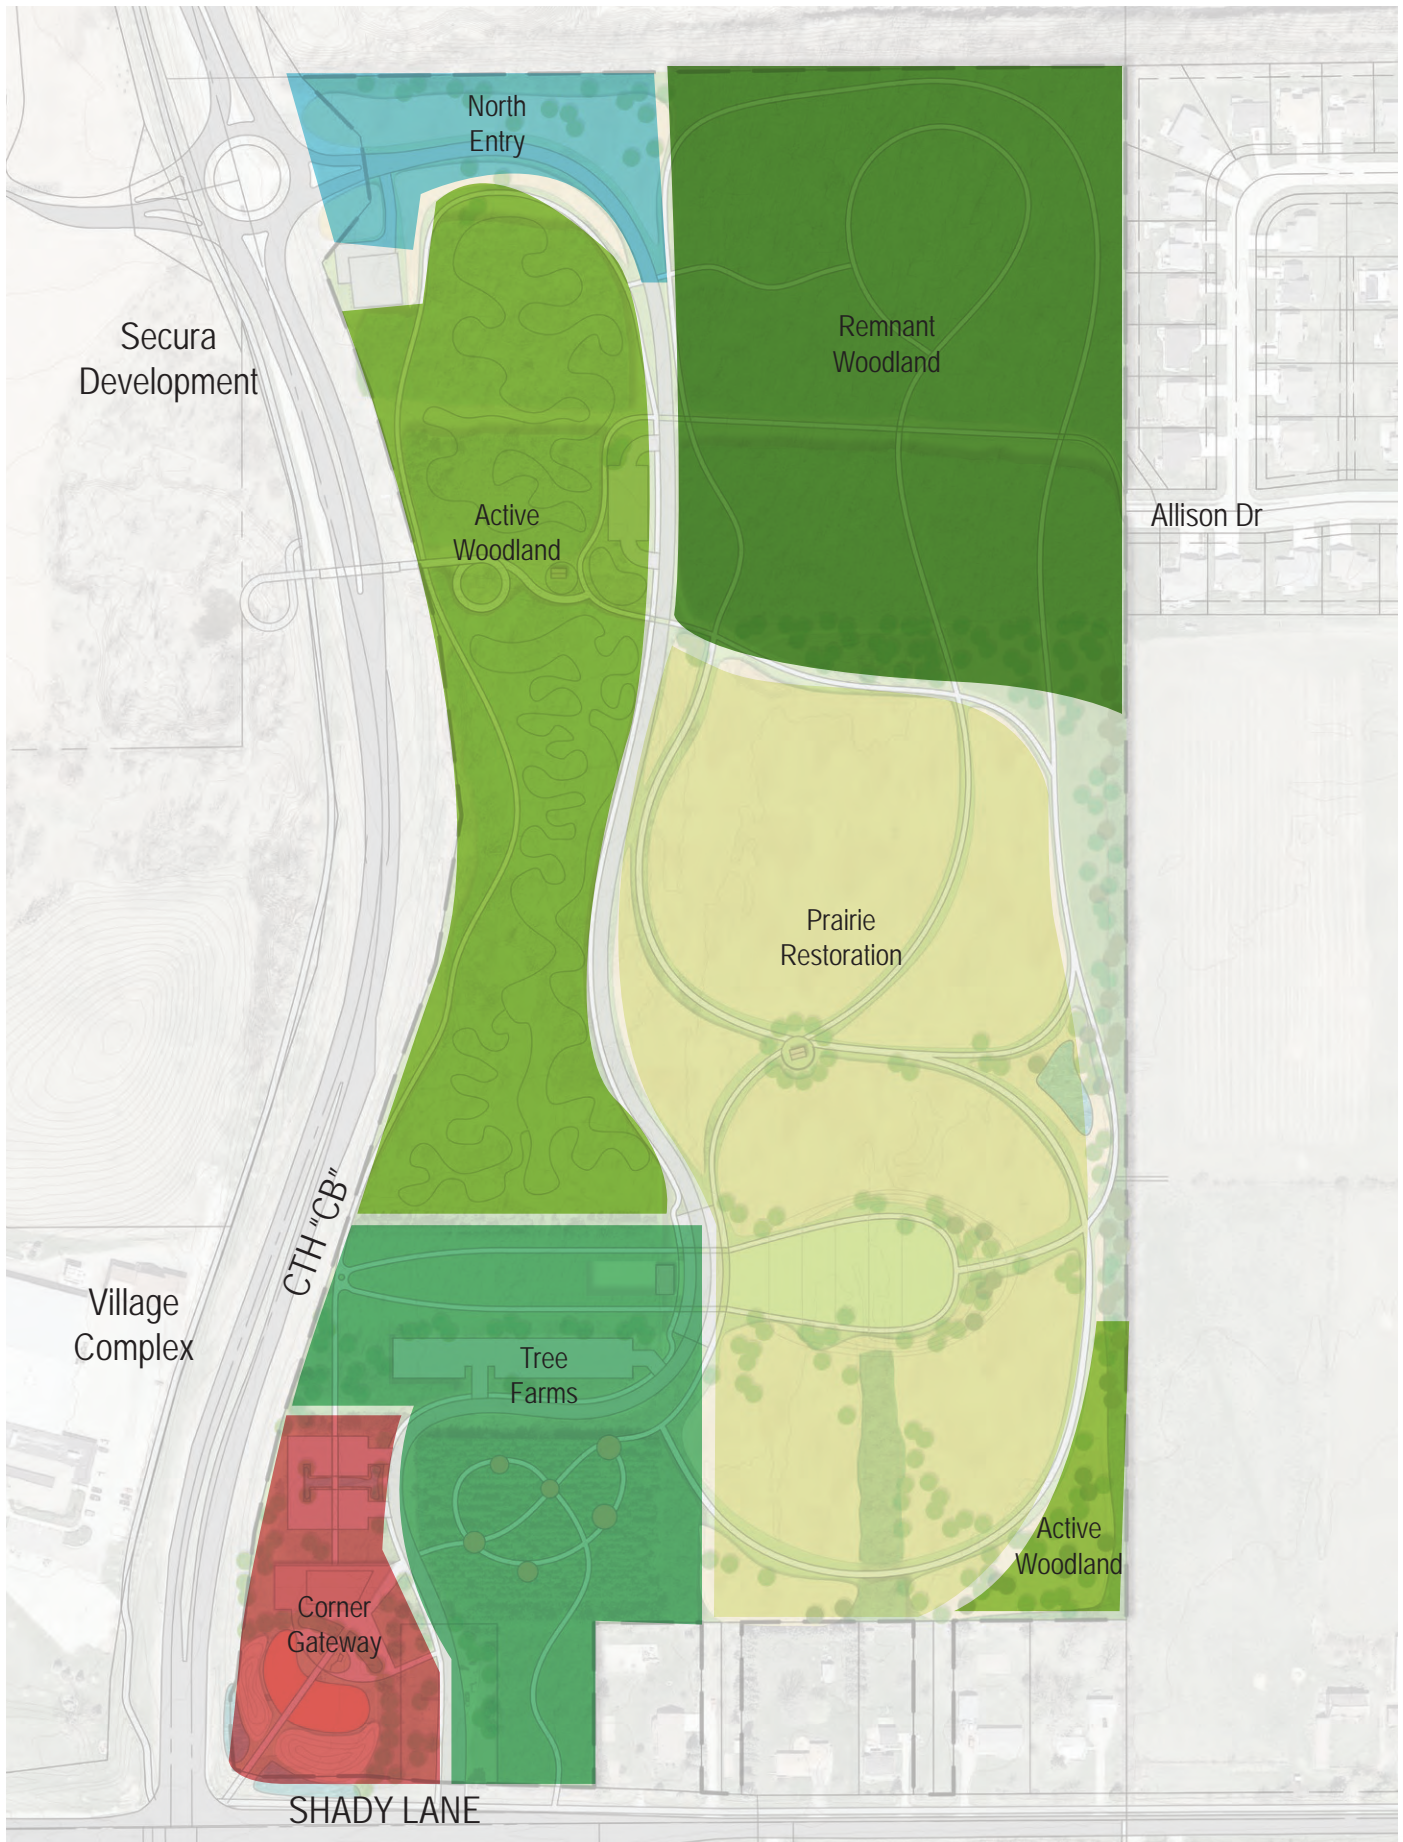 North
Entry
Secura
Development
Remnant
Woodland
Active
Woodland
Allison Dr
Prairie
Restoration
CTH "CB"
Village
Complex
Tree
Farms
Active
Woodland
Corner
Gateway
SHADY LANE